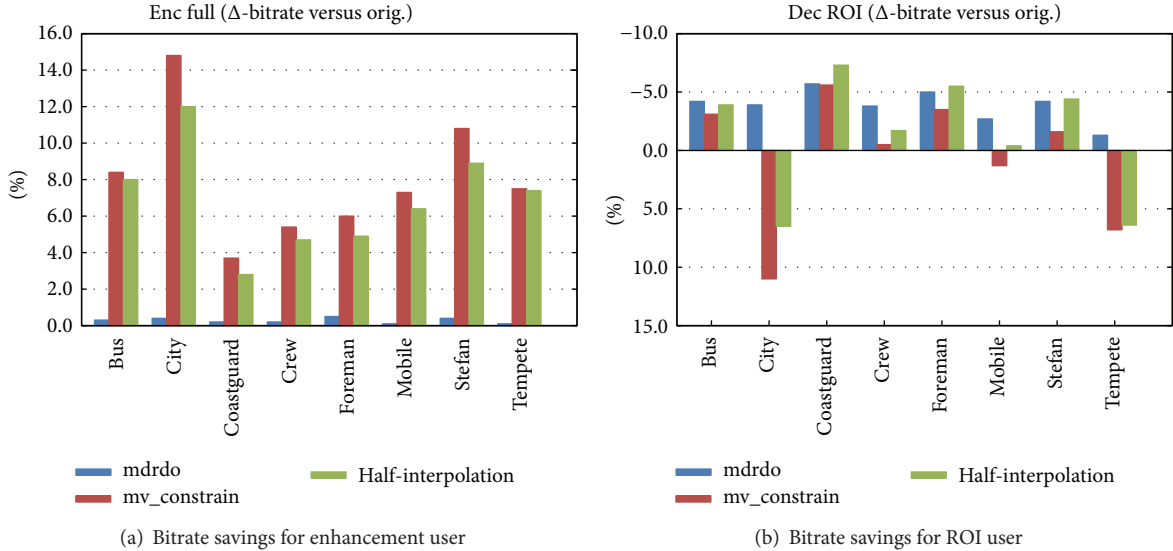 Enc full (Δ-bitrate versus orig.)
16.0
14.0
12.0
10.0
8.0
6.0
4.0
2.0
0.0
(%)
Bus
City
Coastguard
Crew
Foreman
Mobile
Stefan
Tempete
mdrdo
mv_constrain
Half-interpolation
(a) Bitrate savings for enhancement user
Dec ROI (Δ-bitrate versus orig.)
−10.0
−5.0
0.0
5.0
10.0
15.0
(%)
Bus
City
Coastguard
Crew
Foreman
Mobile
Stefan
Tempete
mdrdo
mv_constrain
Half-interpolation
(b) Bitrate savings for ROI user